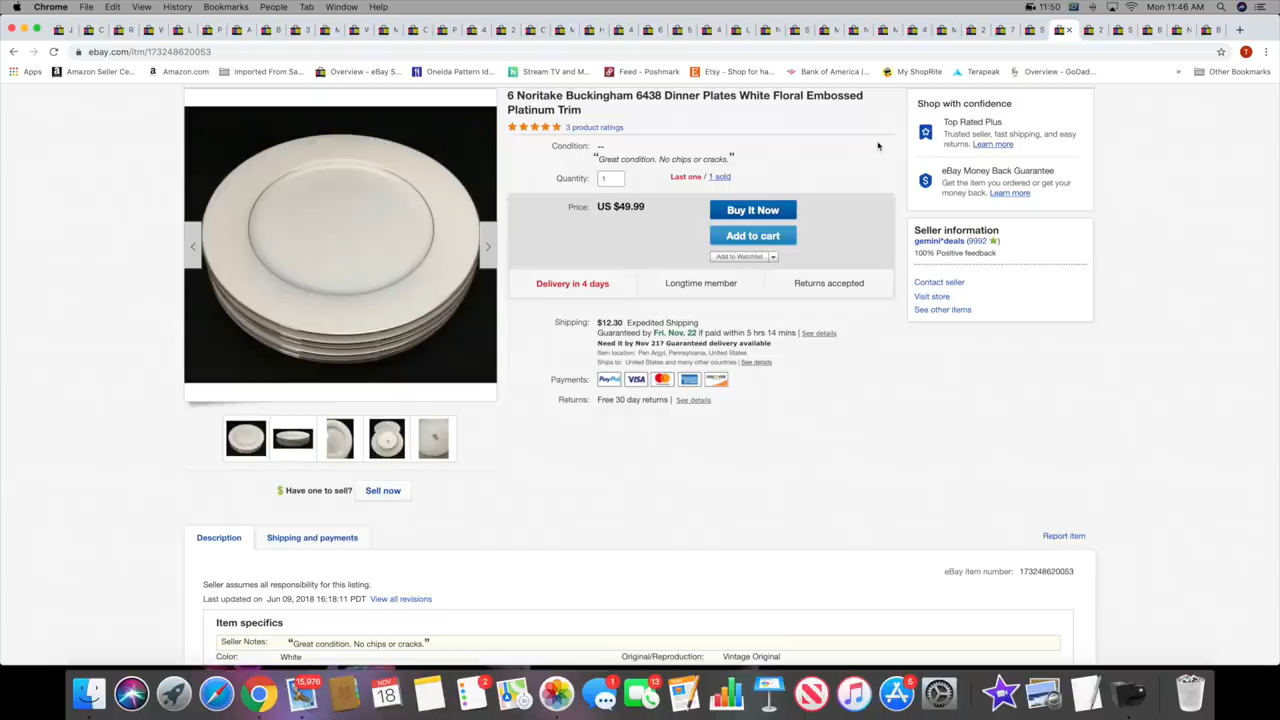 Chrome File Edit View History Bookmarks People Tab Window Help 11:50 Mon 11:46 AM
ebay.com/itm/173248620053
Apps Amazon Seller Ce... Amazon.com Imported From Sa... Overview - eBay S... Oneida Pattern Id... Stream TV and M... Feed - Poshmark Etsy - Shop for ha... Bank of America |... My ShopRite Terapeak Overview - GoDad... » Other Bookmarks
6 Noritake Buckingham 6438 Dinner Plates White Floral Embossed
Platinum Trim
3 product ratings
Condition: --
“Great condition. No chips or cracks.”
Quantity: 1 Last one / 1 sold
Price: US $49.99 Buy It Now
Add to cart
Add to Watchlist
Delivery in 4 days Longtime member Returns accepted
Shipping: $12.30 Expedited Shipping
Guaranteed by Fri. Nov. 22 if paid within 5 hrs 14 mins | See details
Need it by Nov 21? Guaranteed delivery available
Item location: Pen Argyl, Pennsylvania, United States
Ships to: United States and many other countries | See details
Payments: PayPal VISA
Returns: Free 30 day returns | See details
Shop with confidence
Top Rated Plus
Trusted seller, fast shipping, and easy
returns. Learn more
eBay Money Back Guarantee
Get the item you ordered or get your
money back. Learn more
Seller information
gemini*deals (9992)
100% Positive feedback
Contact seller
Visit store
See other items
Have one to sell? Sell now
Description Shipping and payments Report item
eBay item number: 173248620053
Seller assumes all responsibility for this listing.
Last updated on Jun 09, 2018 16:18:11 PDT View all revisions
Item specifics
Seller Notes: “Great condition. No chips or cracks.”
Color: White Original/Reproduction: Vintage Original
15,976 NOV 18 2 1 13 5